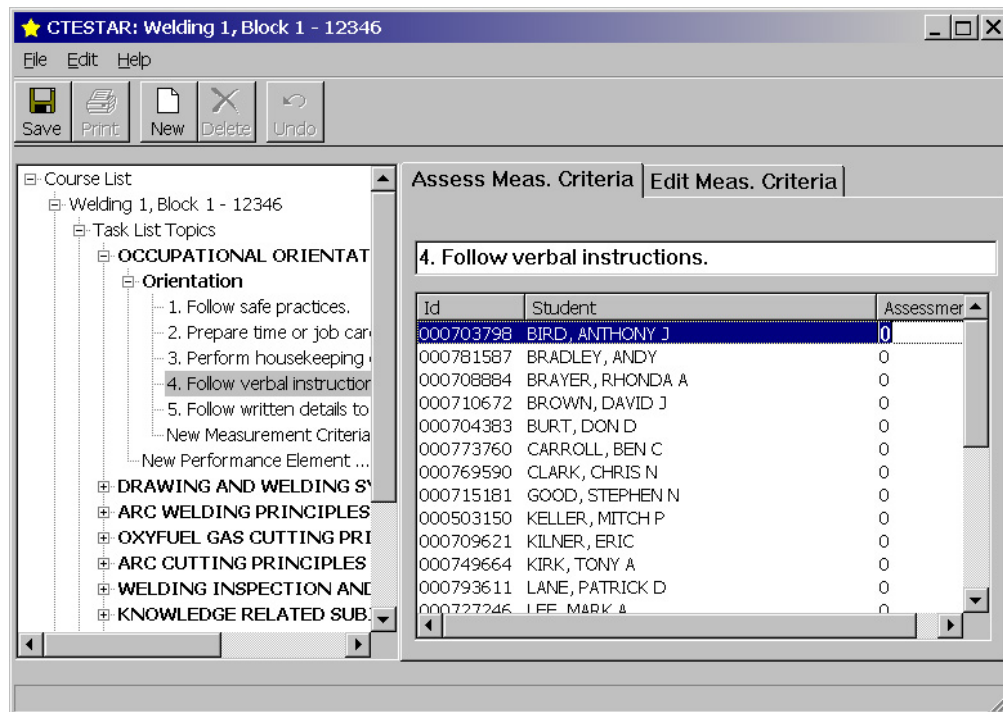 CTESTAR: Welding 1, Block 1 - 12346
File Edit Help
Save Print New Delete Undo
Course List
Welding 1, Block 1 - 12346
Task List Topics
OCCUPATIONAL ORIENTAT
Orientation
1. Follow safe practices.
2. Prepare time or job car
3. Perform housekeeping
4. Follow verbal instruction
5. Follow written details to
New Measurement Criteria
New Performance Element ...
DRAWING AND WELDING SY
ARC WELDING PRINCIPLES
OXYFUEL GAS CUTTING PRI
ARC CUTTING PRINCIPLES
WELDING INSPECTION AND
KNOWLEDGE RELATED SUB
Assess Meas. Criteria Edit Meas. Criteria
4. Follow verbal instructions.
Id Student Assessmer
000703798 BIRD, ANTHONY J 0
000781587 BRADLEY, ANDY 0
000708884 BRAYER, RHONDA A 0
000710672 BROWN, DAVID J 0
000704383 BURT, DON D 0
000773760 CARROLL, BEN C 0
000769590 CLARK, CHRIS N 0
000715181 GOOD, STEPHEN N 0
000503150 KELLER, MITCH P 0
000709621 KILNER, ERIC 0
000749664 KIRK, TONY A 0
000793611 LANE, PATRICK D 0
000727246 LEE, MARK A 0